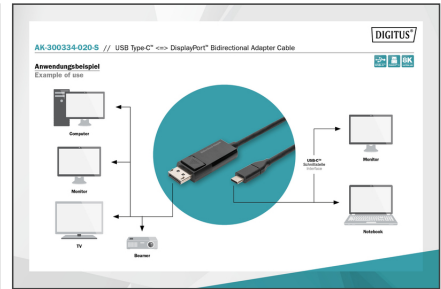 DIGITUS®
AK-300334-020-S // USB Type-C™ <=> DisplayPort™ Bidirectional Adapter Cable
8K
Anwendungsbeispiel
Example of use
Computer
Monitor
TV
Beamer
USB-C™
Schnittstelle
Interface
Monitor
Notebook